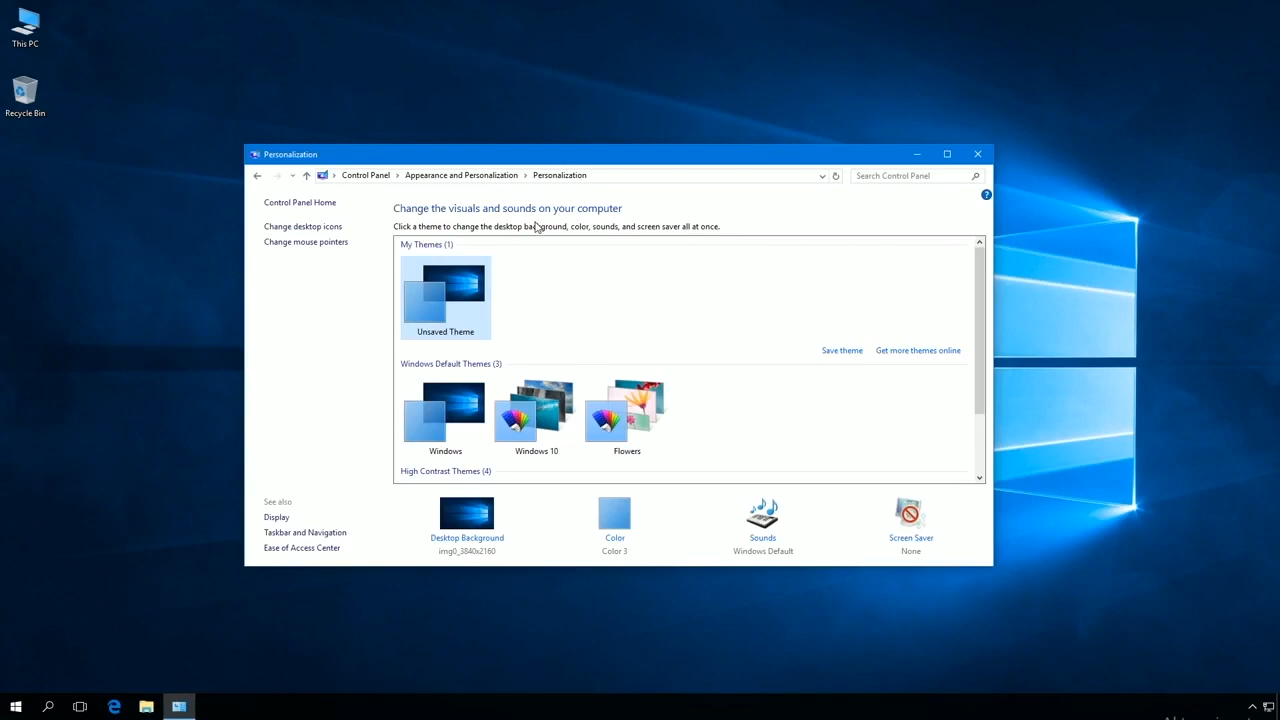 This PC
Recycle Bin
Personalization
Control Panel > Appearance and Personalization > Personalization
Search Control Panel
?
Control Panel Home
Change desktop icons
Change mouse pointers
Change the visuals and sounds on your computer
Click a theme to change the desktop background, color, sounds, and screen saver all at once.
My Themes (1)
Unsaved Theme
Save theme Get more themes online
Windows Default Themes (3)
Windows Windows 10 Flowers
High Contrast Themes (4)
See also
Display
Taskbar and Navigation
Ease of Access Center
Desktop Background Color Sounds Screen Saver
img0_3840x2160 Color 3 Windows Default None